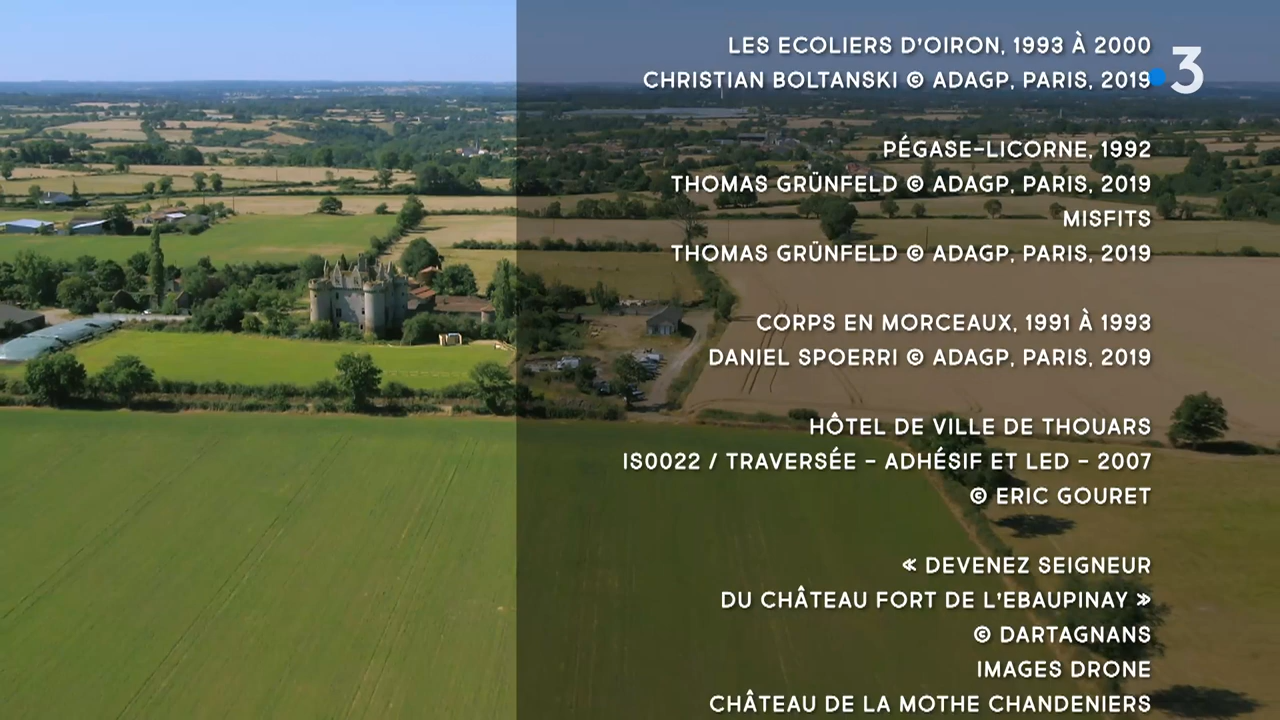 LES ECOLIERS D'OIRON, 1993 À 2000
CHRISTIAN BOLTANSKI © ADAGP, PARIS, 2019
3
PÉGASE-LICORNE, 1992
THOMAS GRÜNFELD © ADAGP, PARIS, 2019
MISFITS
THOMAS GRÜNFELD © ADAGP, PARIS, 2019
CORPS EN MORCEAUX, 1991 À 1993
DANIEL SPOERRI © ADAGP, PARIS, 2019
HÔTEL DE VILLE DE THOUARS
IS0022 / TRAVERSÉE - ADHÉSIF ET LED - 2007
© ERIC GOURET
« DEVENEZ SEIGNEUR
DU CHÂTEAU FORT DE L'EBAUPINAY »
© DARTAGNANS
IMAGES DRONE
CHÂTEAU DE LA MOTHE CHANDENIERS